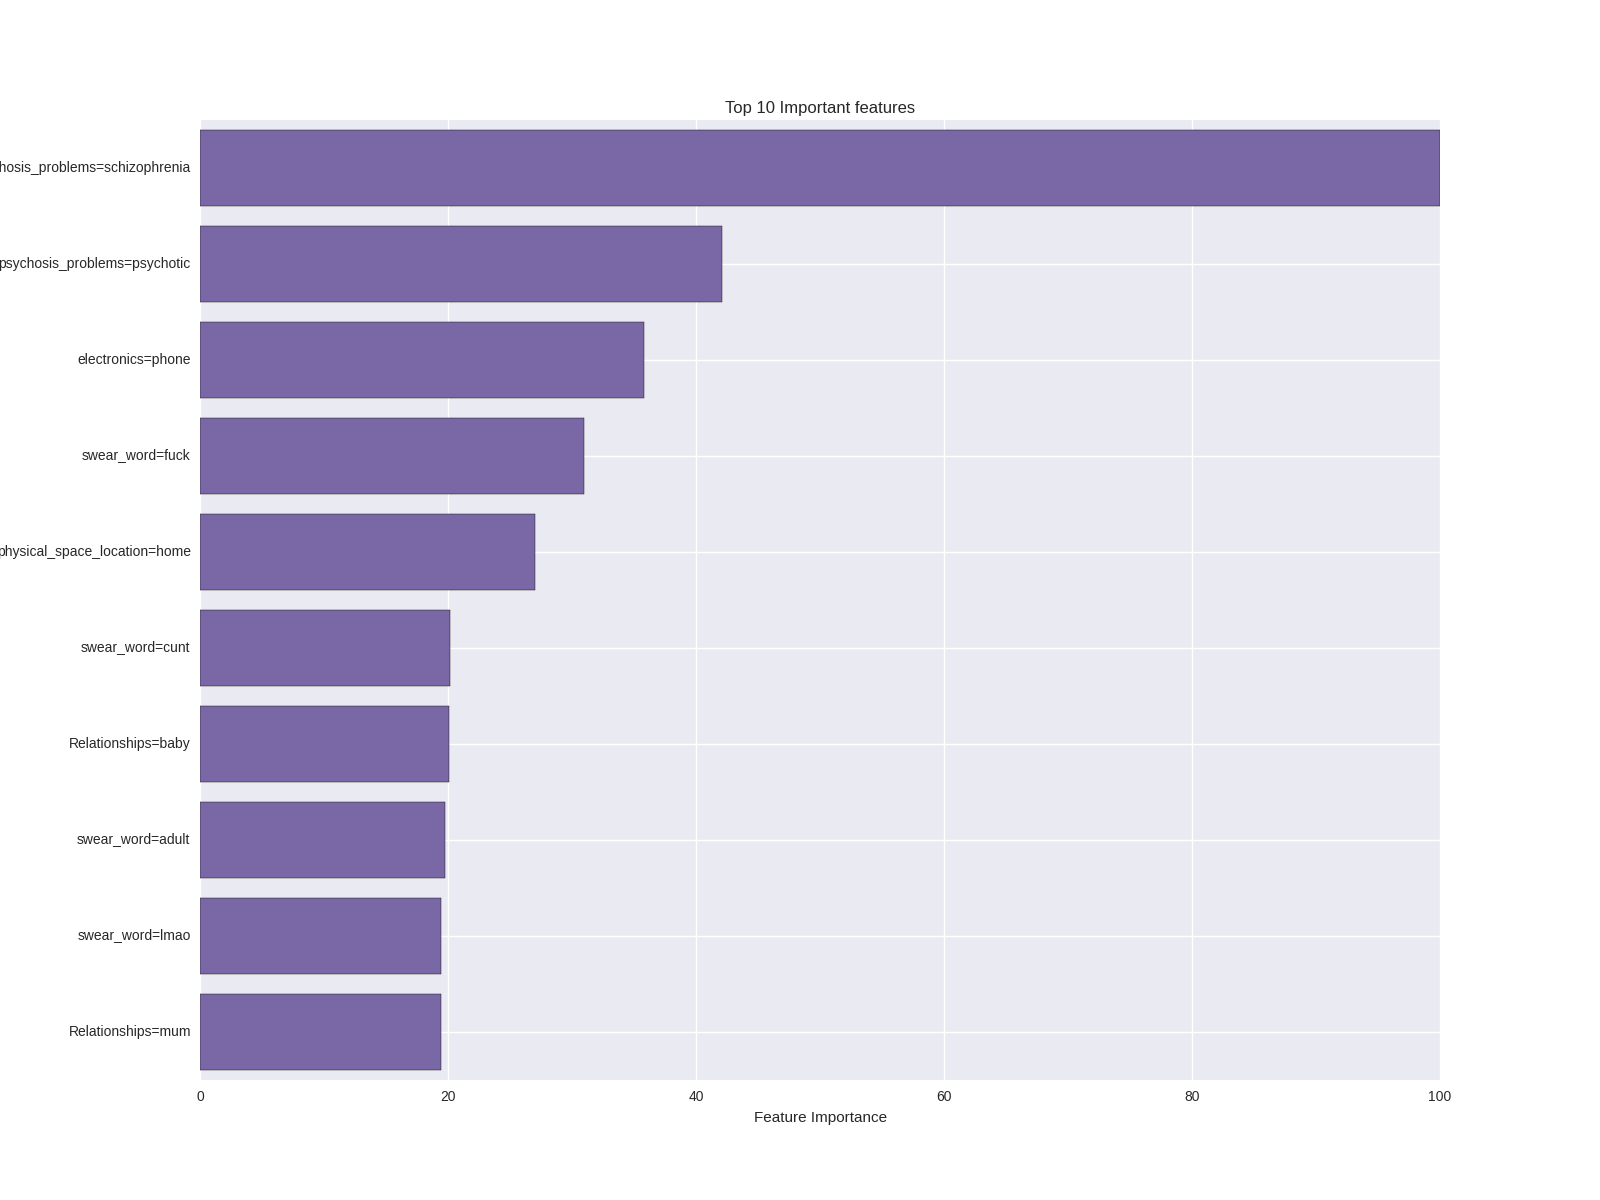 Top 10 Important features
hosis_problems=schizophrenia
psychosis_problems=psychotic
electronics=phone
swear_word=fuck
physical_space_location=home
swear_word=cunt
Relationships=baby
swear_word=adult
swear_word=lmao
Relationships=mum
0 20 40 60 80 100
Feature Importance